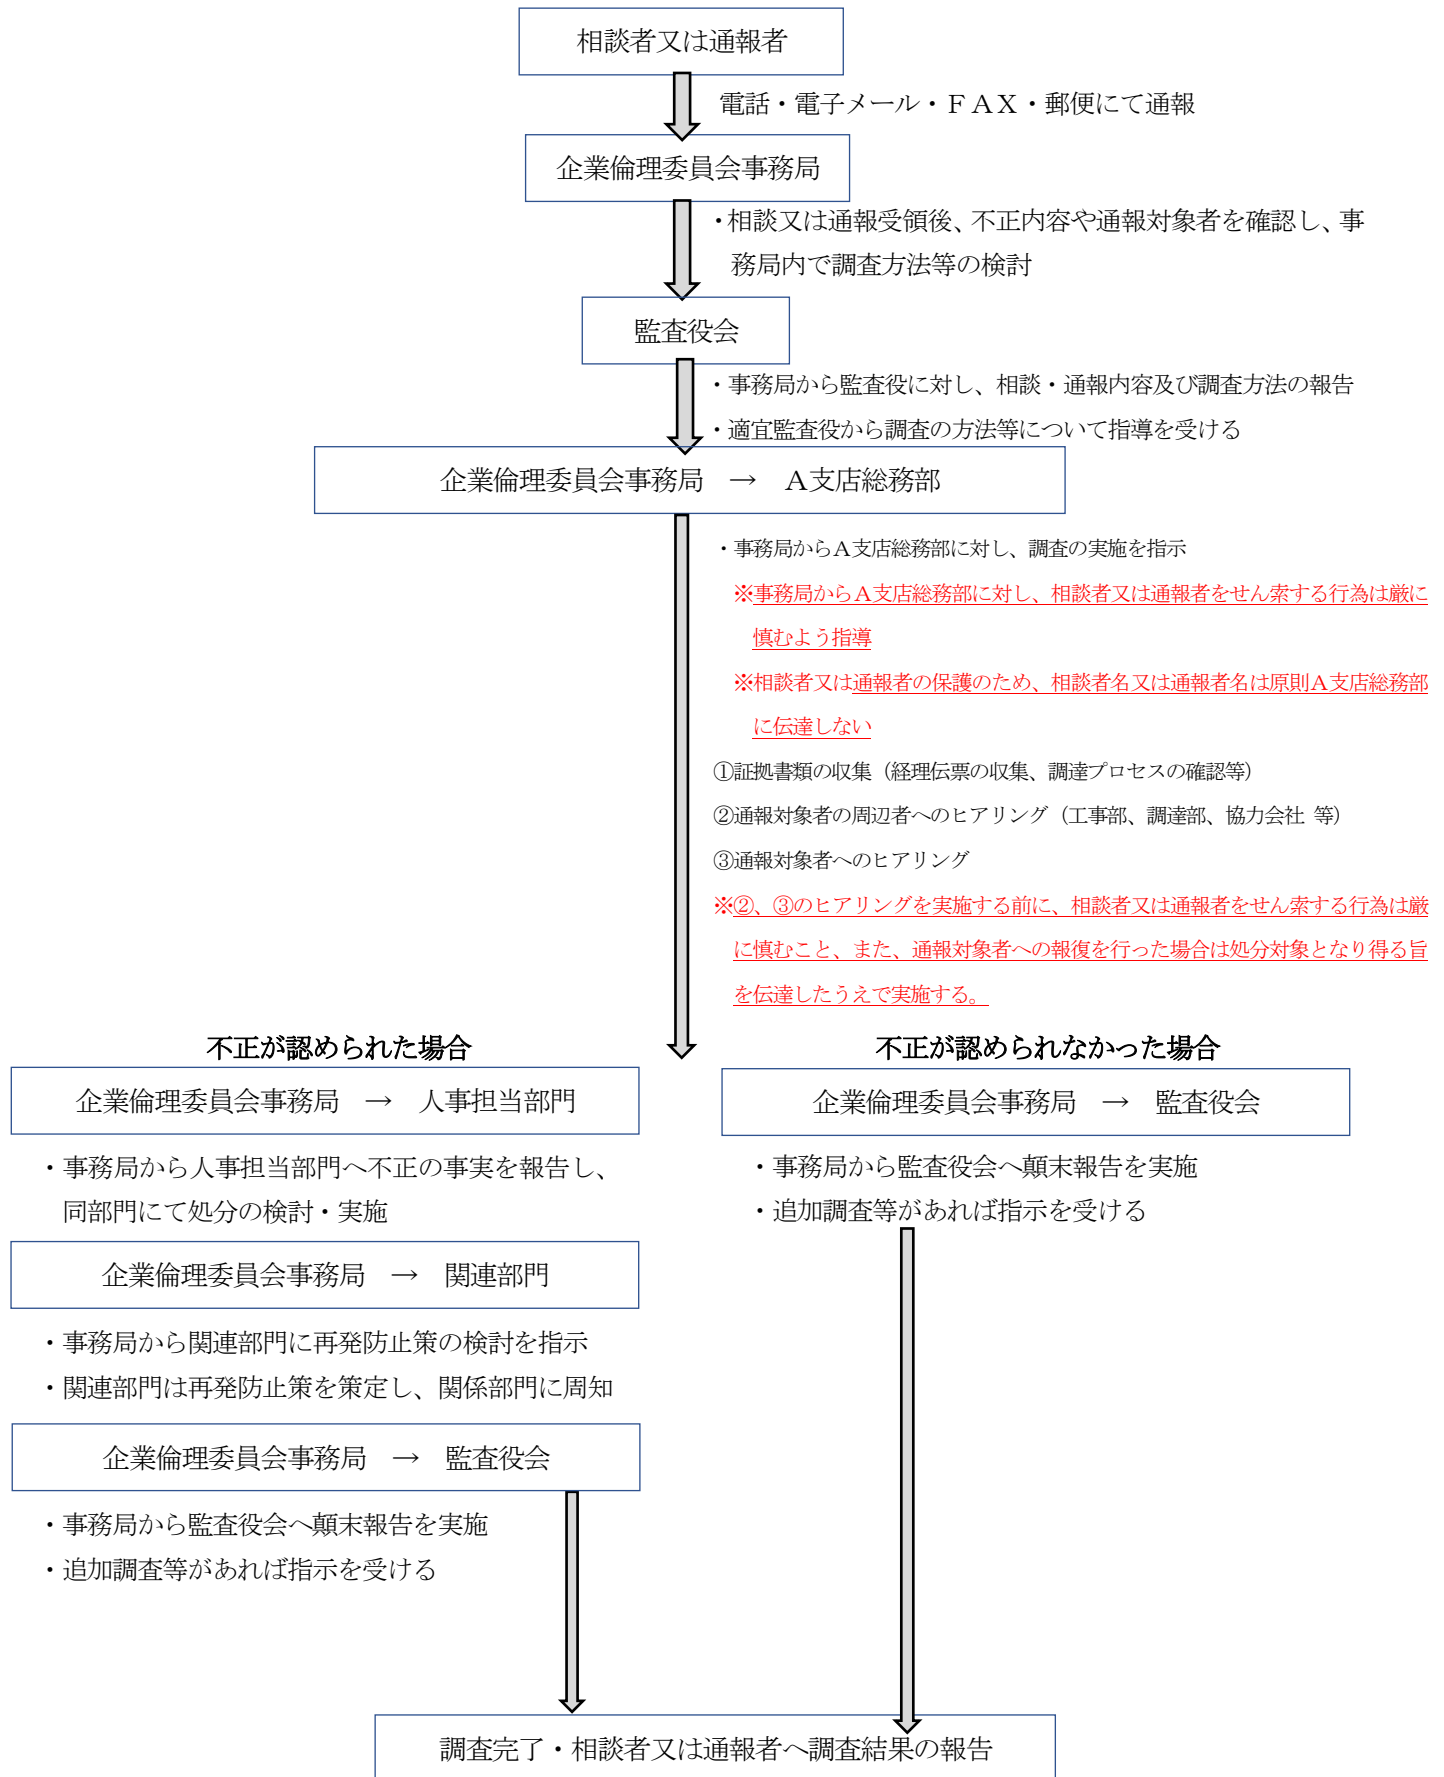 相談者又は通報者
電話・電子メール・ＦＡＸ・郵便にて通報
企業倫理委員会事務局
・相談又は通報受領後、不正内容や通報対象者を確認し、事
務局内で調査方法等の検討
監査役会
・事務局から監査役に対し、相談・通報内容及び調査方法の報告
・適宜監査役から調査の方法等について指導を受ける
企業倫理委員会事務局　→　Ａ支店総務部
・事務局からＡ支店総務部に対し、調査の実施を指示
※事務局からＡ支店総務部に対し、相談者又は通報者をせん索する行為は厳に
慎むよう指導
※相談者又は通報者の保護のため、相談者名又は通報者名は原則Ａ支店総務部
に伝達しない
①証拠書類の収集（経理伝票の収集、調達プロセスの確認等）
②通報対象者の周辺者へのヒアリング（工事部、調達部、協力会社 等）
③通報対象者へのヒアリング
※②、③のヒアリングを実施する前に、相談者又は通報者をせん索する行為は厳
に慎むこと、また、通報対象者への報復を行った場合は処分対象となり得る旨
を伝達したうえで実施する。
不正が認められた場合
企業倫理委員会事務局　→　人事担当部門
・事務局から人事担当部門へ不正の事実を報告し、
同部門にて処分の検討・実施
企業倫理委員会事務局　→　関連部門
・事務局から関連部門に再発防止策の検討を指示
・関連部門は再発防止策を策定し、関係部門に周知
企業倫理委員会事務局　→　監査役会
・事務局から監査役会へ顛末報告を実施
・追加調査等があれば指示を受ける
不正が認められなかった場合
企業倫理委員会事務局　→　監査役会
・事務局から監査役会へ顛末報告を実施
・追加調査等があれば指示を受ける
調査完了・相談者又は通報者へ調査結果の報告